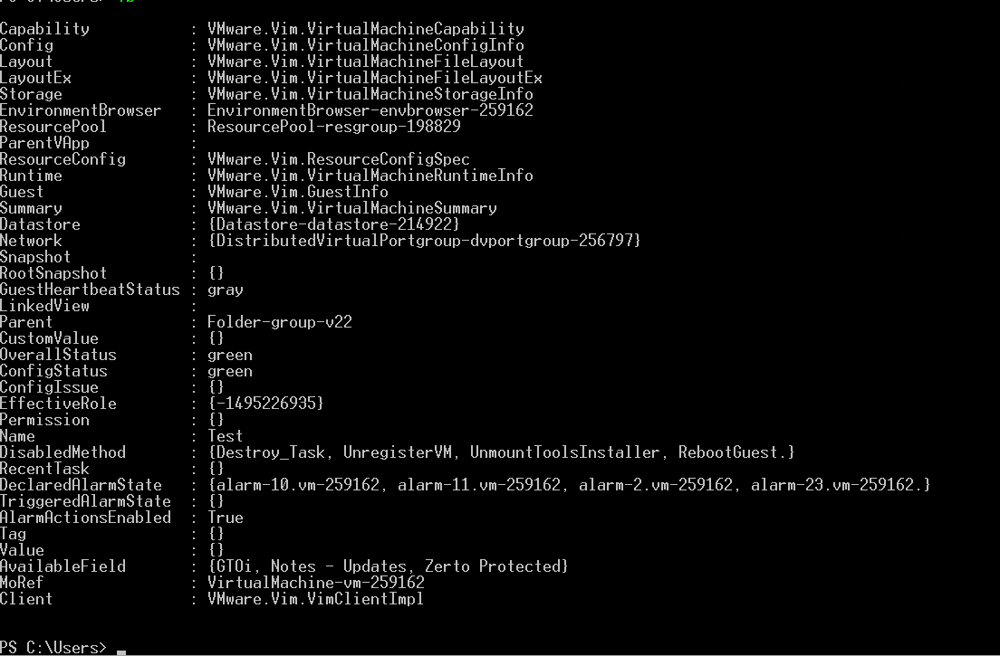 Capability : VMware.Vim.VirtualMachineCapability
Config : VMware.Vim.VirtualMachineConfigInfo
Layout : VMware.Vim.VirtualMachineFileLayout
LayoutEx : VMware.Vim.VirtualMachineFileLayoutEx
Storage : VMware.Vim.VirtualMachineStorageInfo
EnvironmentBrowser : EnvironmentBrowser-envbrowser-259162
ResourcePool : ResourcePool-resgroup-198829
ParentVApp :
ResourceConfig : VMware.Vim.ResourceConfigSpec
Runtime : VMware.Vim.VirtualMachineRuntimeInfo
Guest : VMware.Vim.GuestInfo
Summary : VMware.Vim.VirtualMachineSummary
Datastore : {Datastore-datastore-214922}
Network : {DistributedVirtualPortgroup-dvportgroup-256797}
Snapshot :
RootSnapshot : {}
GuestHeartbeatStatus : gray
LinkedView :
Parent : Folder-group-v22
CustomValue : {}
OverallStatus : green
ConfigStatus : green
ConfigIssue : {}
EffectiveRole : {-1495226935}
Permission : {}
Name : Test
DisabledMethod : {Destroy_Task, UnregisterVM, UnmountToolsInstaller, RebootGuest.}
RecentTask : {}
DeclaredAlarmState : {alarm-10.vm-259162, alarm-11.vm-259162, alarm-2.vm-259162, alarm-23.vm-259162.}
TriggeredAlarmState : {}
AlarmActionsEnabled : True
Tag : {}
Value : {}
AvailableField : {GTOi, Notes - Updates, Zerto Protected}
MoRef : VirtualMachine-vm-259162
Client : VMware.Vim.VimClientImpl
PS C:\Users>